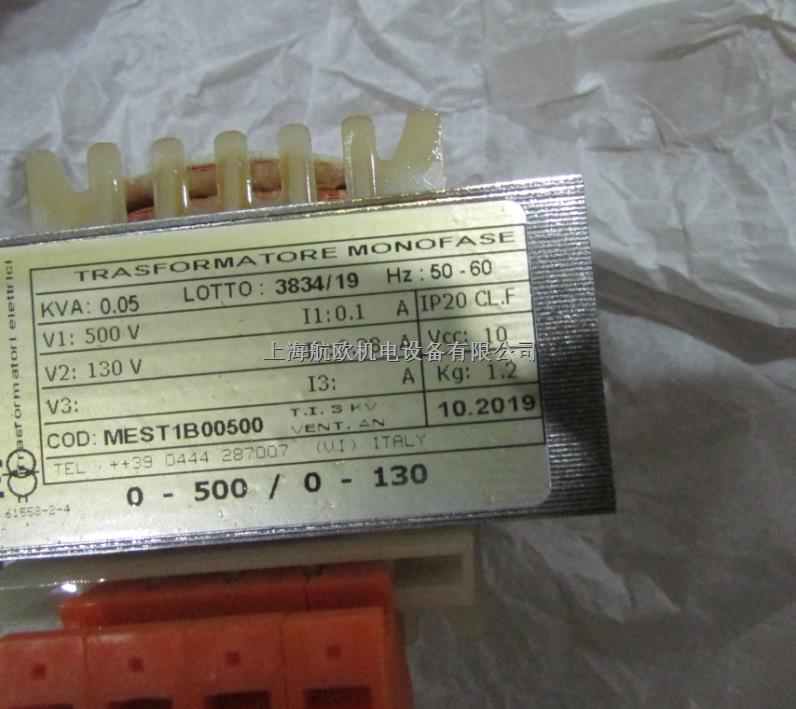 trasformatori elettrici
TRASFORMATORE MONOFASE
KVA: 0.05 LOTTO: 3834/19 Hz: 50-60
V1: 500 V I1: 0.1 A IP20 CL.F
V2: 130 V A Vcc: 10
上海航欧机电设备有限公司
V3: I3: A Kg: 1.2
COD: MEST1B00500 T.I. 3 KV VENT. AN 10.2019
TEL. ++39 0444 287007 (VI) ITALY
0 - 500 / 0 - 130
61558-2-4